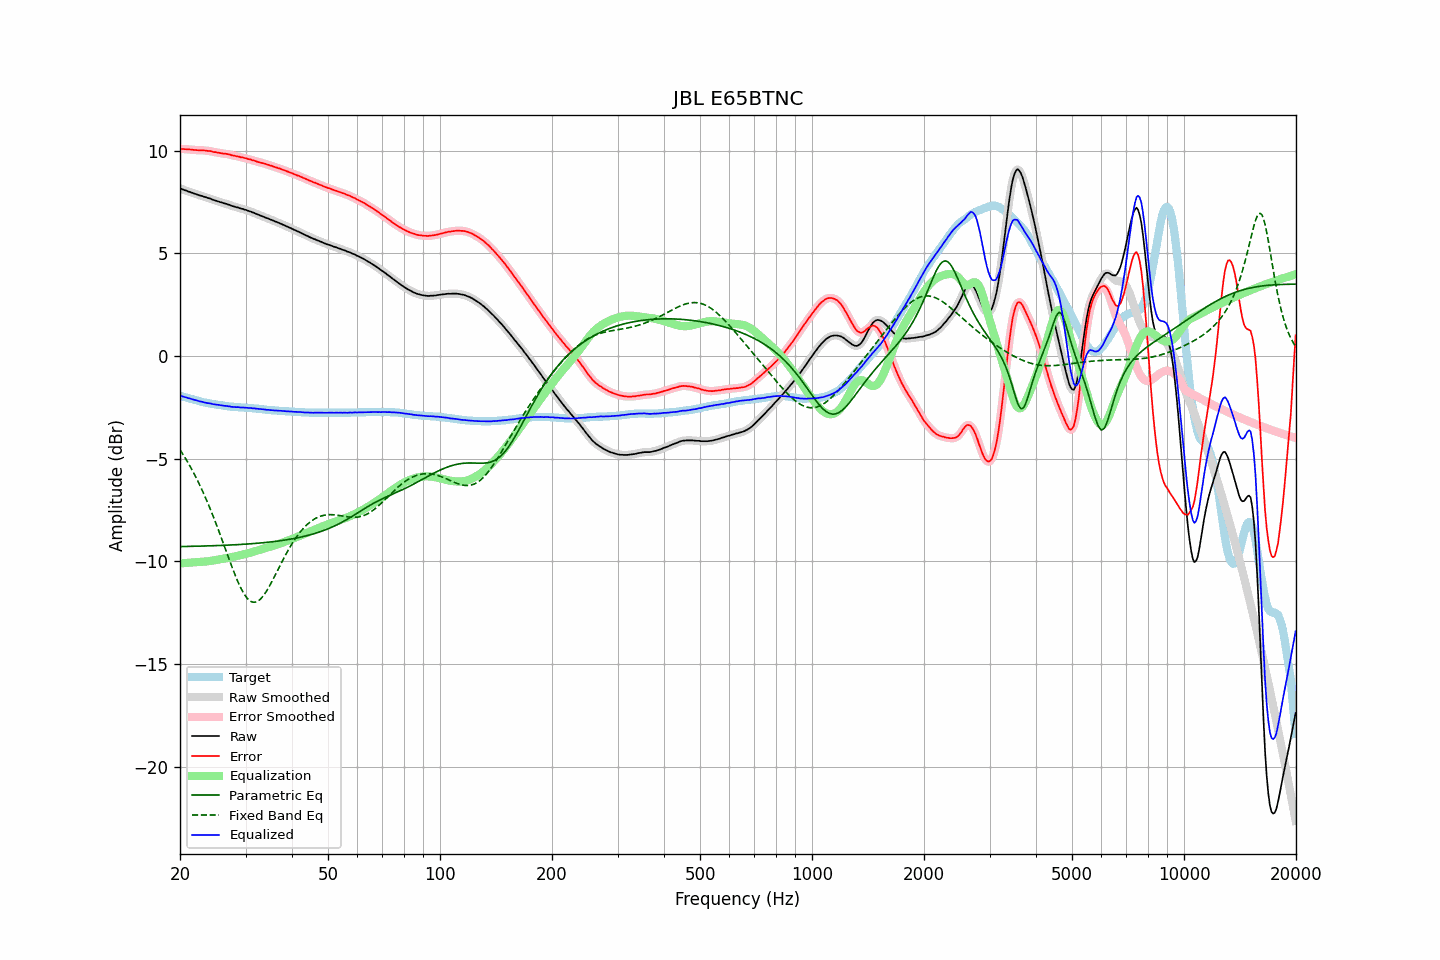 JBL E65BTNC
Amplitude (dBr)
10
5
0
−5
−10
−15
−20
Target
Raw Smoothed
Error Smoothed
Raw
Error
Equalization
Parametric Eq
Fixed Band Eq
Equalized
20 50 100 200 500 1000 2000 5000 10000 20000
Frequency (Hz)